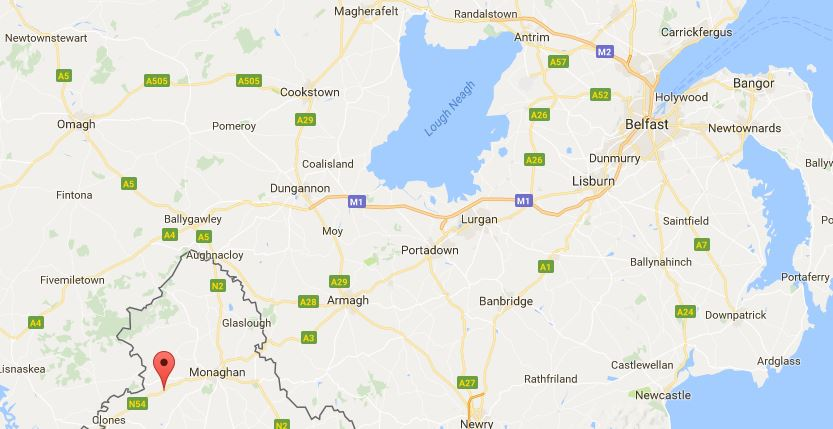 Magherafelt
Randalstown
Carrickfergus
Newtownstewart
Antrim
M2
A57
A5
A505
A505
Cookstown
A52
Holywood
Bangor
Lough Neagh
A26
A29
Omagh
Pomeroy
Belfast
Newtownards
A26
Dunmurry
Coalisland
Lisburn
A5
Dungannon
Fintona
M1
M1
Ballygawley
Lurgan
Saintfield
A4
A5
Moy
Portadown
A7
Aughnacloy
Ballynahinch
A1
Fivemiletown
N2
A29
Portaferry
A28
Armagh
Banbridge
A24
Downpatrick
A4
Glaslough
A3
Ardglass
Castlewellan
Monaghan
Rathfriland
A27
Newcastle
N54
Clones
N2
Newry